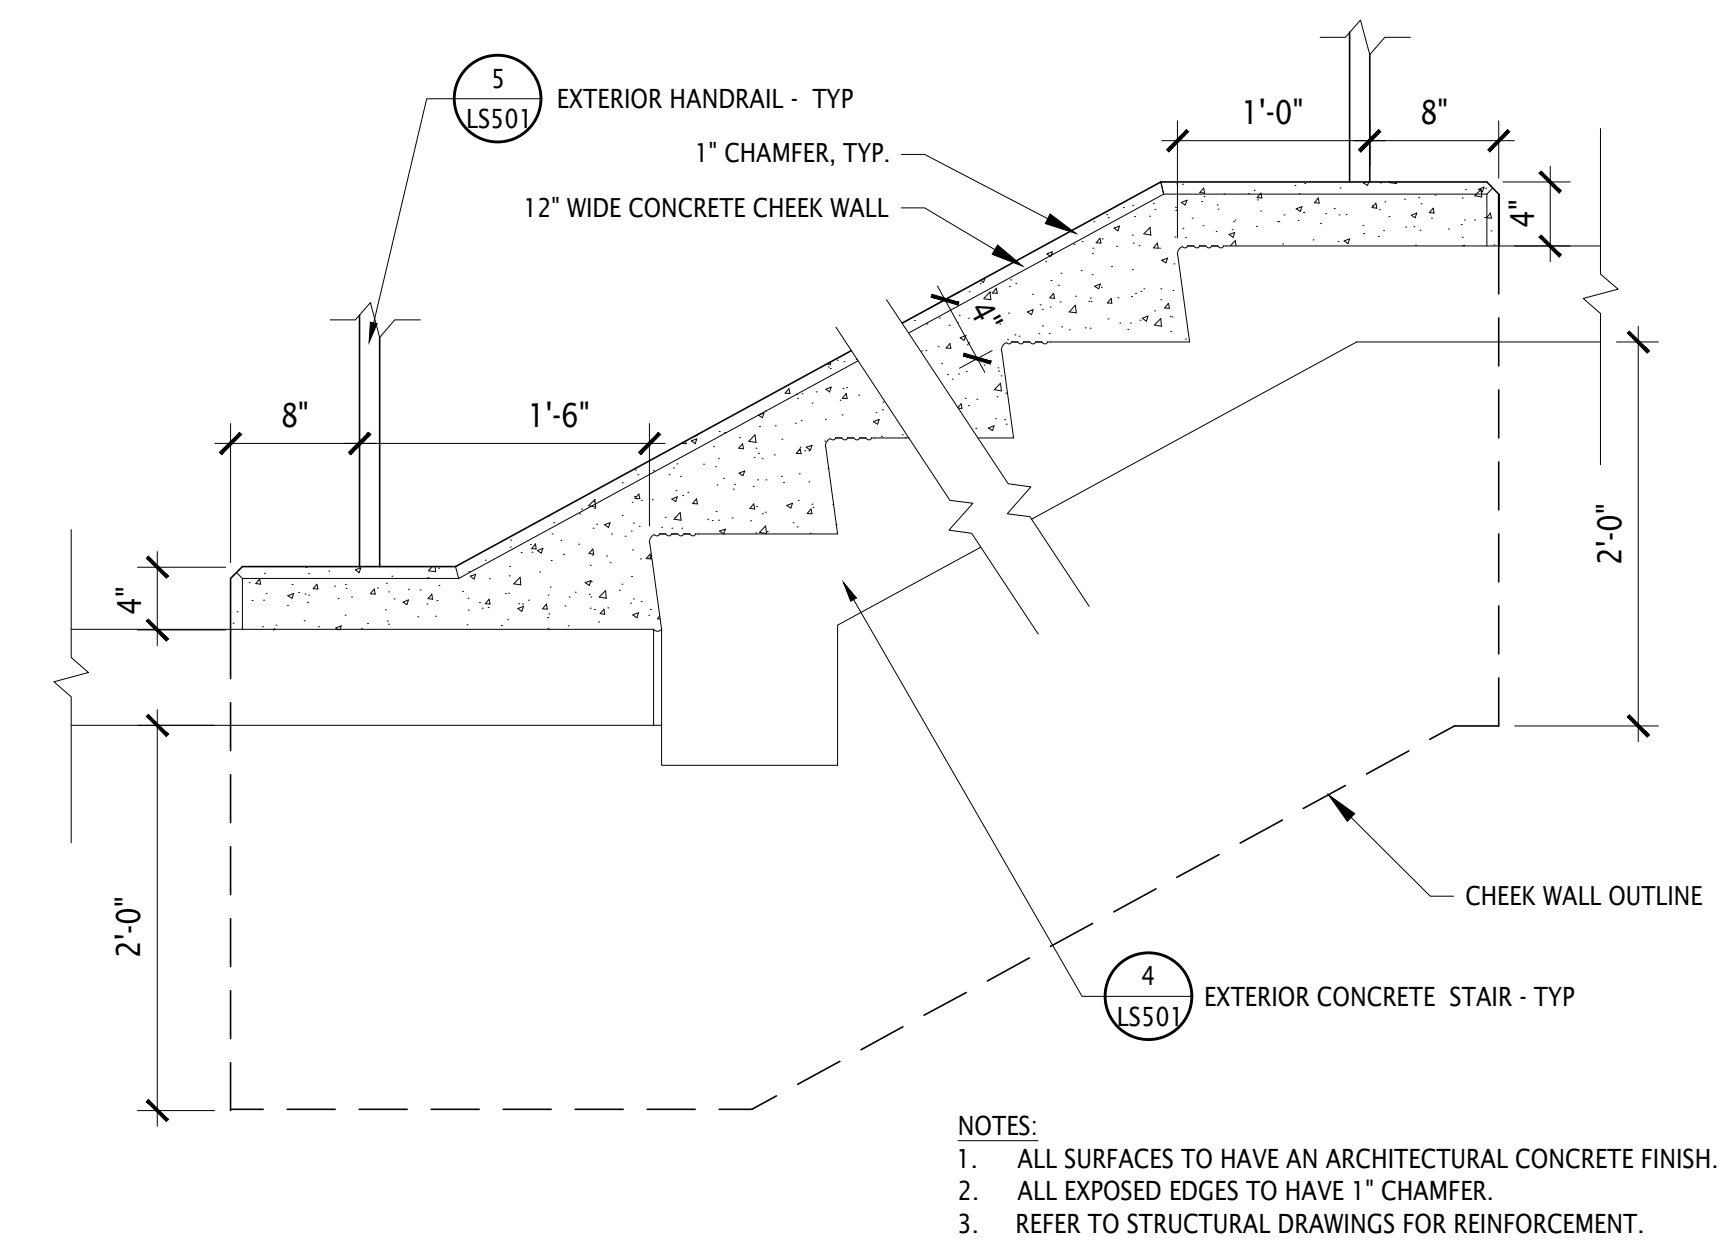 5
LS501
EXTERIOR HANDRAIL - TYP
1" CHAMFER, TYP.
12" WIDE CONCRETE CHEEK WALL
1'-0"
8"
4"
4"
8"
1'-6"
4"
2'-0"
2'-0"
CHEEK WALL OUTLINE
4
LS501
EXTERIOR CONCRETE STAIR - TYP
NOTES:
1. ALL SURFACES TO HAVE AN ARCHITECTURAL CONCRETE FINISH.
2. ALL EXPOSED EDGES TO HAVE 1" CHAMFER.
3. REFER TO STRUCTURAL DRAWINGS FOR REINFORCEMENT.